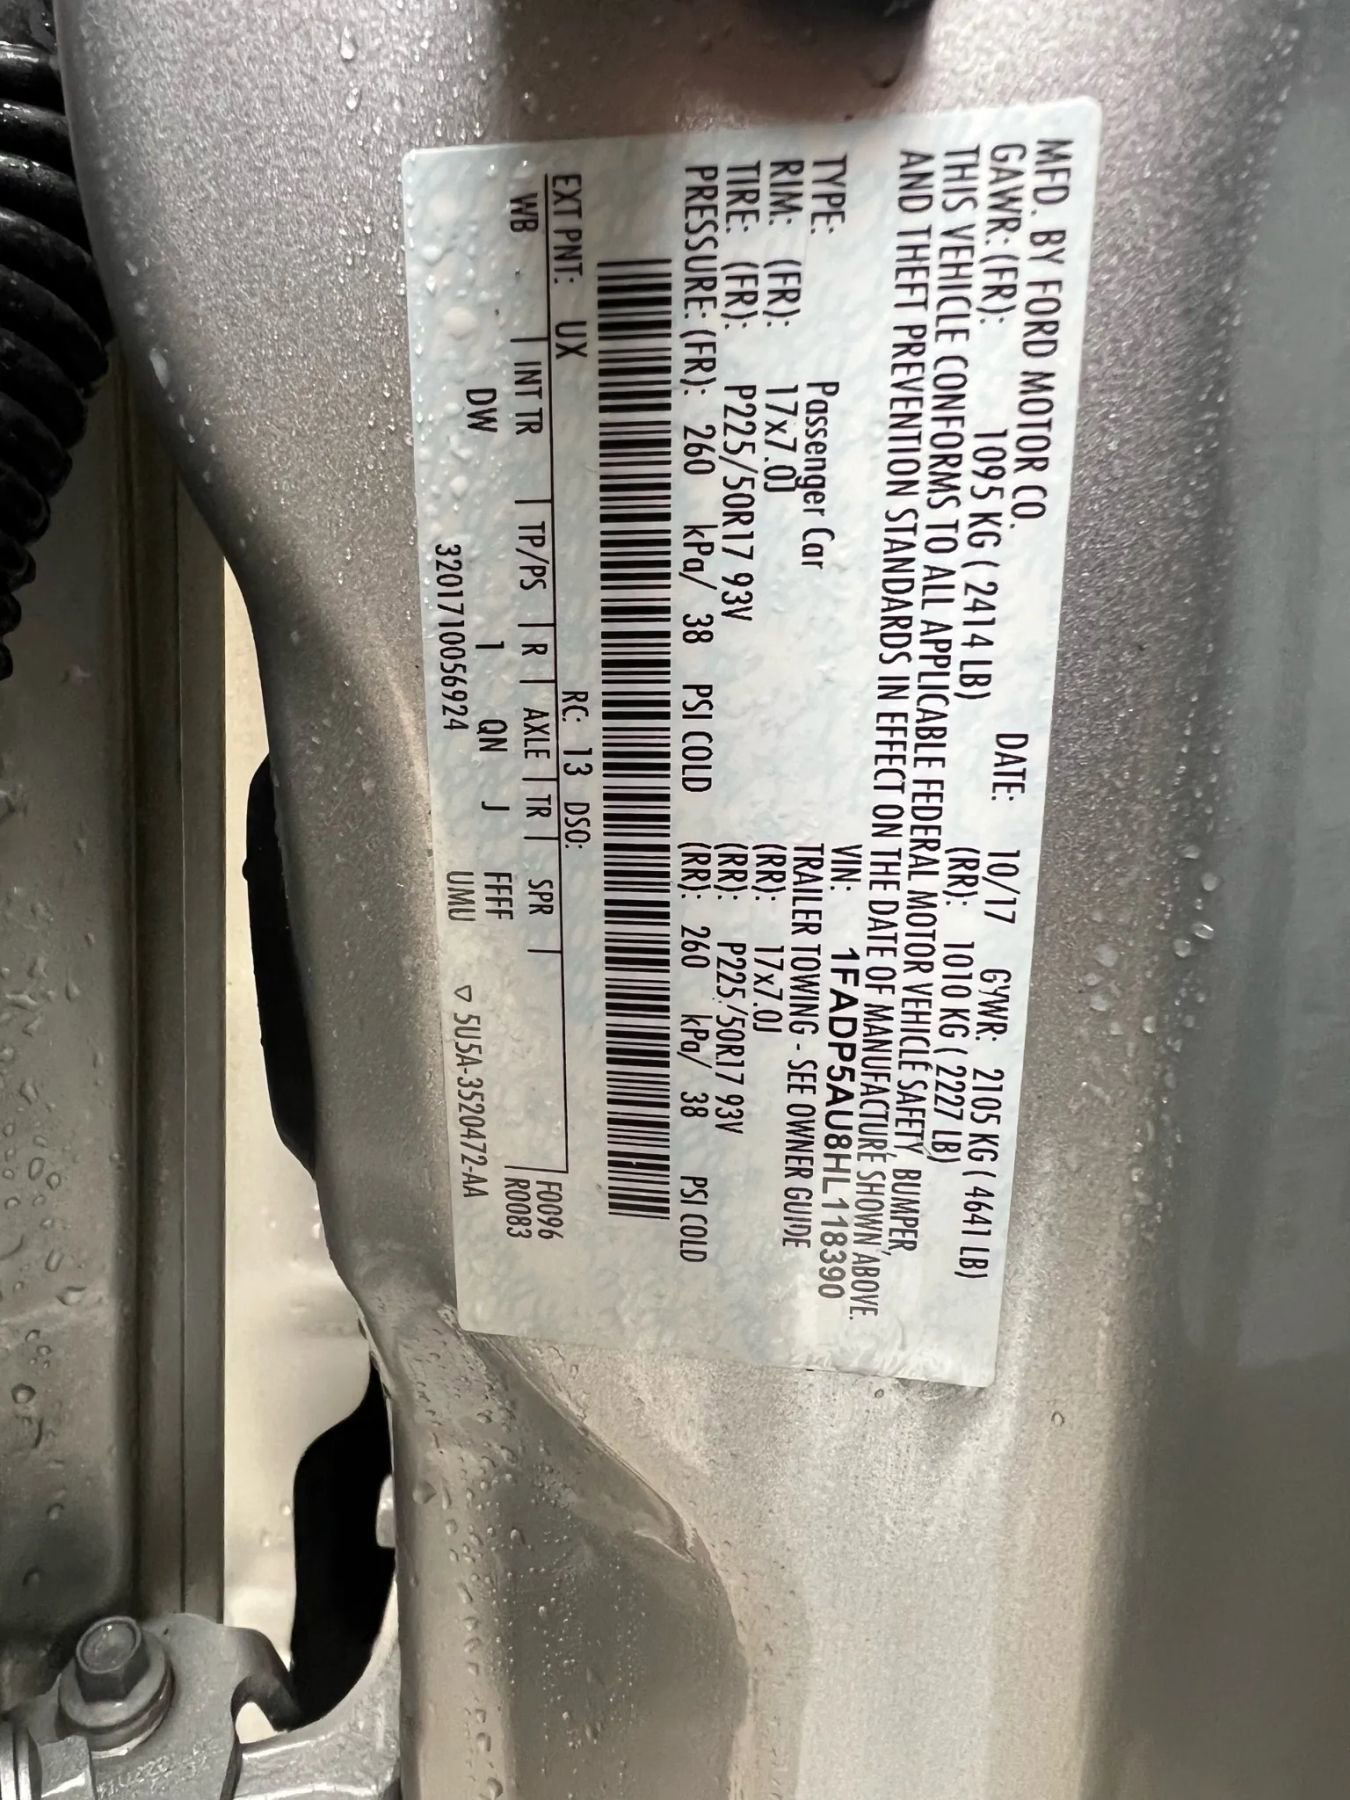 MFD. BY FORD MOTOR CO.
DATE: 10/17 GVWR: 2105 KG ( 4641 LB)
GAWR: (FR): 1095 KG ( 2414 LB) (RR): 1010 KG ( 2227 LB)
THIS VEHICLE CONFORMS TO ALL APPLICABLE FEDERAL MOTOR VEHICLE SAFETY, BUMPER,
AND THEFT PREVENTION STANDARDS IN EFFECT ON THE DATE OF MANUFACTURE SHOWN ABOVE.
VIN: 1FADP5AU8HL118390
TYPE: Passenger Car TRAILER TOWING - SEE OWNER GUIDE
RIM: (FR): 17x7.0J (RR): 17x7.0J
TIRE: (FR): P225/50R17 93V (RR): P225/50R17 93V
PRESSURE: (FR): 260 kPa/ 38 PSI COLD (RR): 260 kPa/ 38 PSI COLD
EXT PNT: UX RC: 13 DSO: F0096
WB INT TR TP/PS R AXLE TR SPR R0083
DW 1 QN J FFFF
3201710056924 UMU ▽ 5U5A-3520472-AA